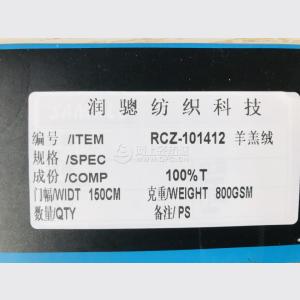 润骢纺织科技
编号/ITEM RCZ-101412 羊羔绒
规格/SPEC
成份/COMP 100%T
门幅/WIDT 150CM 克重/WEIGHT 800GSM
数量/QTY 备注/PS